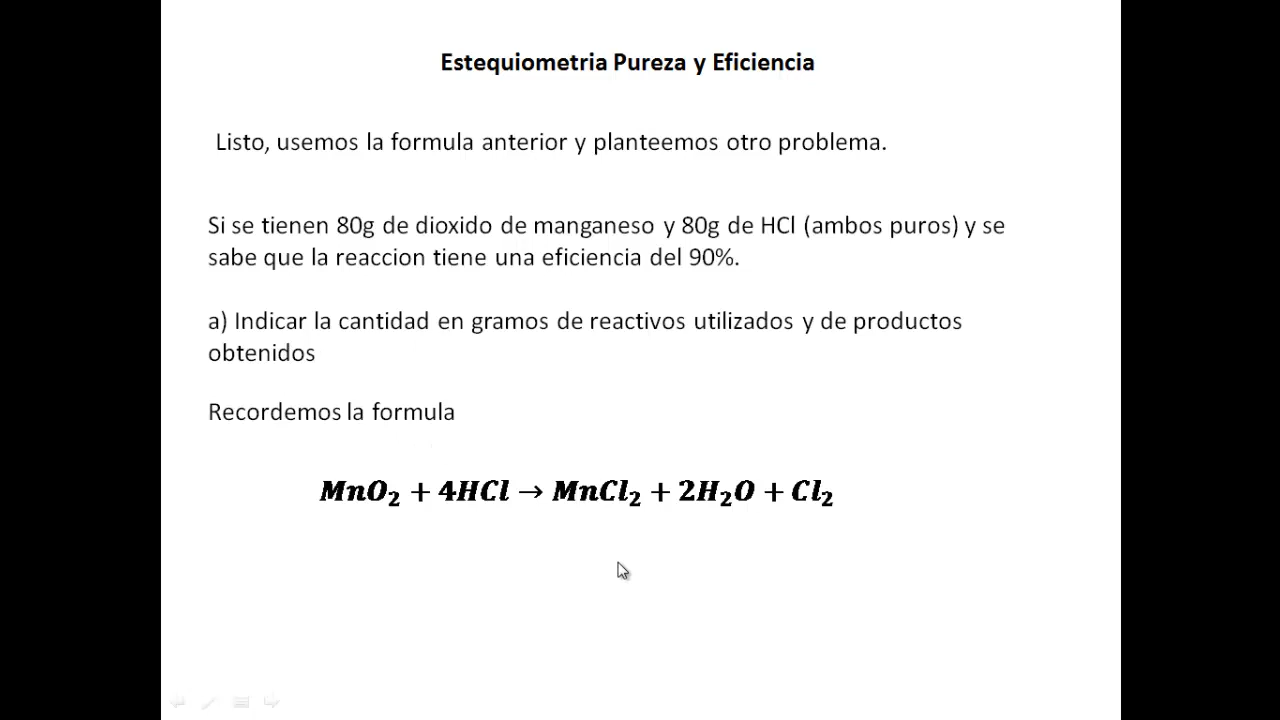 Estequiometria Pureza y Eficiencia
Listo, usemos la formula anterior y planteemos otro problema.
Si se tienen 80g de dioxido de manganeso y 80g de HCl (ambos puros) y se
sabe que la reaccion tiene una eficiencia del 90%.
a) Indicar la cantidad en gramos de reactivos utilizados y de productos
obtenidos
Recordemos la formula
MnO₂ + 4HCl → MnCl₂ + 2H₂O + Cl₂